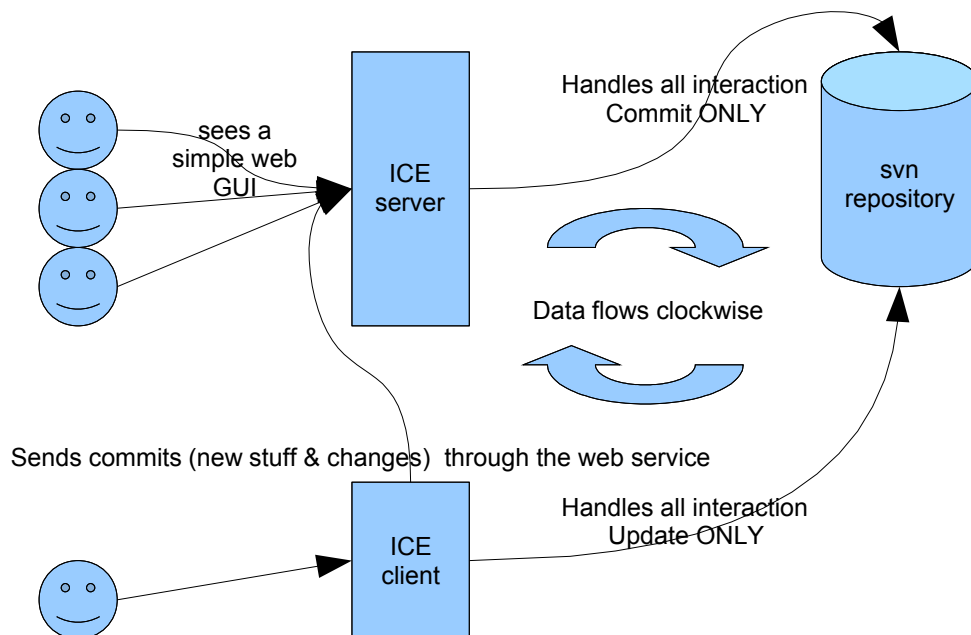 Handles all interaction
Commit ONLY
sees a
simple web
GUI
ICE
server
svn
repository
Data flows clockwise
Sends commits (new stuff & changes)  through the web service
Handles all interaction
Update ONLY
ICE
client